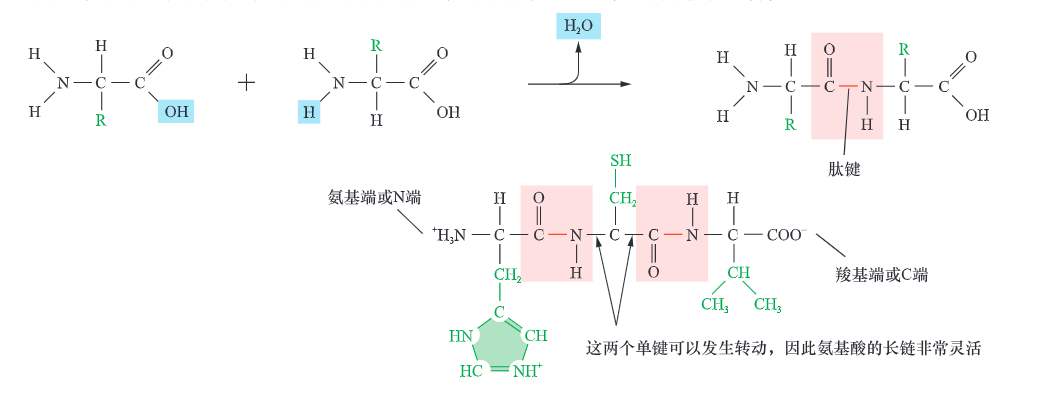 H₂O
H H O H R O H H O R O
N—C—C + N—C—C N—C—C—N—C—C
H R OH H H OH H R H H OH
肽键
SH
氨基端或N端 H O CH₂ H H
⁺H₃N—C—C—N—C—C—N—C—COO⁻
CH₂ H O CH 羧基端或C端
CH₃ CH₃
C
HN CH
这两个单键可以发生转动，因此氨基酸的长链非常灵活
HC NH⁺